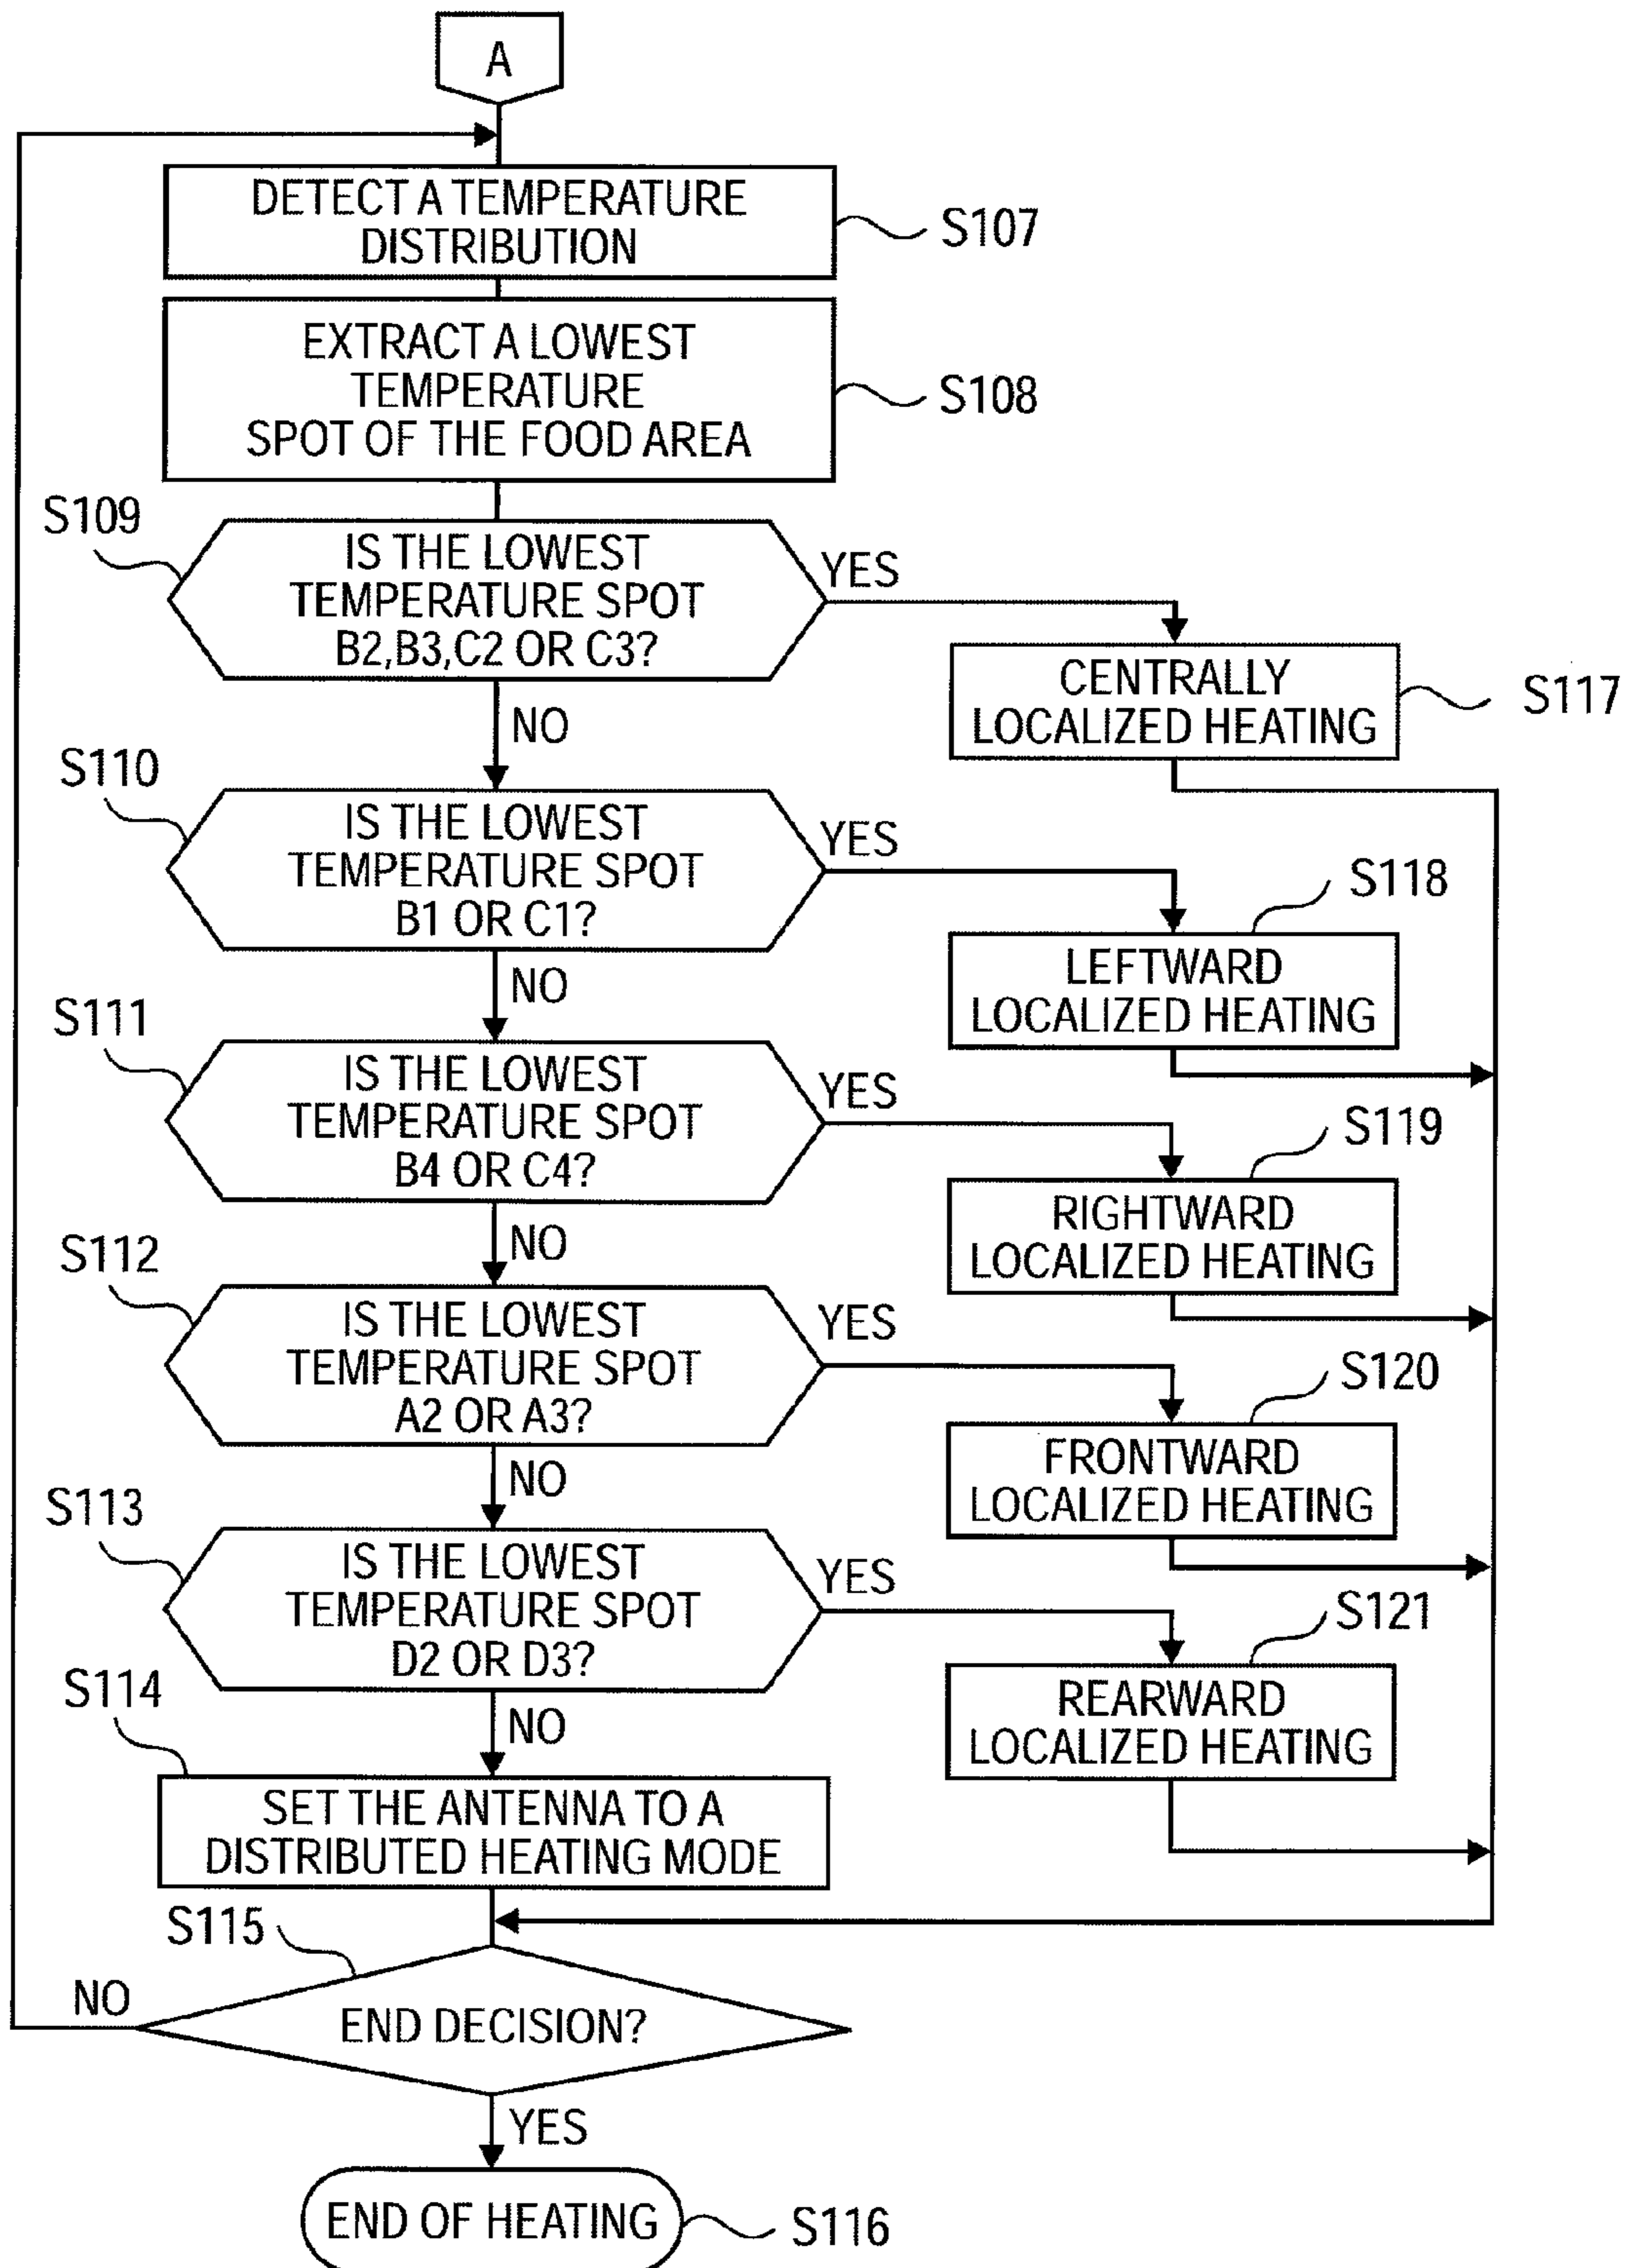 A
DETECT A TEMPERATURE
DISTRIBUTION
S107
EXTRACT A LOWEST
TEMPERATURE
SPOT OF THE FOOD AREA
S108
S109
IS THE LOWEST
TEMPERATURE SPOT
B2,B3,C2 OR C3?
YES
CENTRALLY
LOCALIZED HEATING
S117
NO
S110
IS THE LOWEST
TEMPERATURE SPOT
B1 OR C1?
YES
S118
LEFTWARD
LOCALIZED HEATING
NO
S111
IS THE LOWEST
TEMPERATURE SPOT
B4 OR C4?
YES
S119
RIGHTWARD
LOCALIZED HEATING
NO
S112
IS THE LOWEST
TEMPERATURE SPOT
A2 OR A3?
YES
S120
FRONTWARD
LOCALIZED HEATING
NO
S113
IS THE LOWEST
TEMPERATURE SPOT
D2 OR D3?
YES
S121
REARWARD
LOCALIZED HEATING
NO
S114
SET THE ANTENNA TO A
DISTRIBUTED HEATING MODE
S115
END DECISION?
NO
YES
END OF HEATING
S116